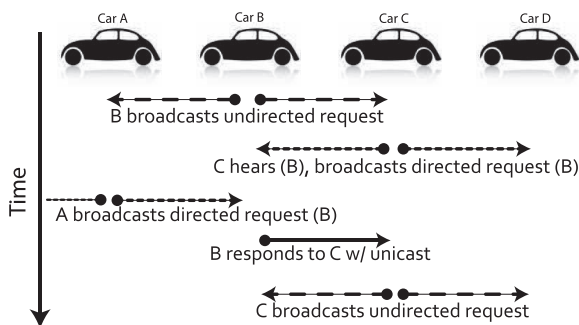 Car A
Car B
Car C
Car D
B broadcasts undirected request
C hears (B), broadcasts directed request (B)
A broadcasts directed request (B)
B responds to C w/ unicast
C broadcasts undirected request
Time